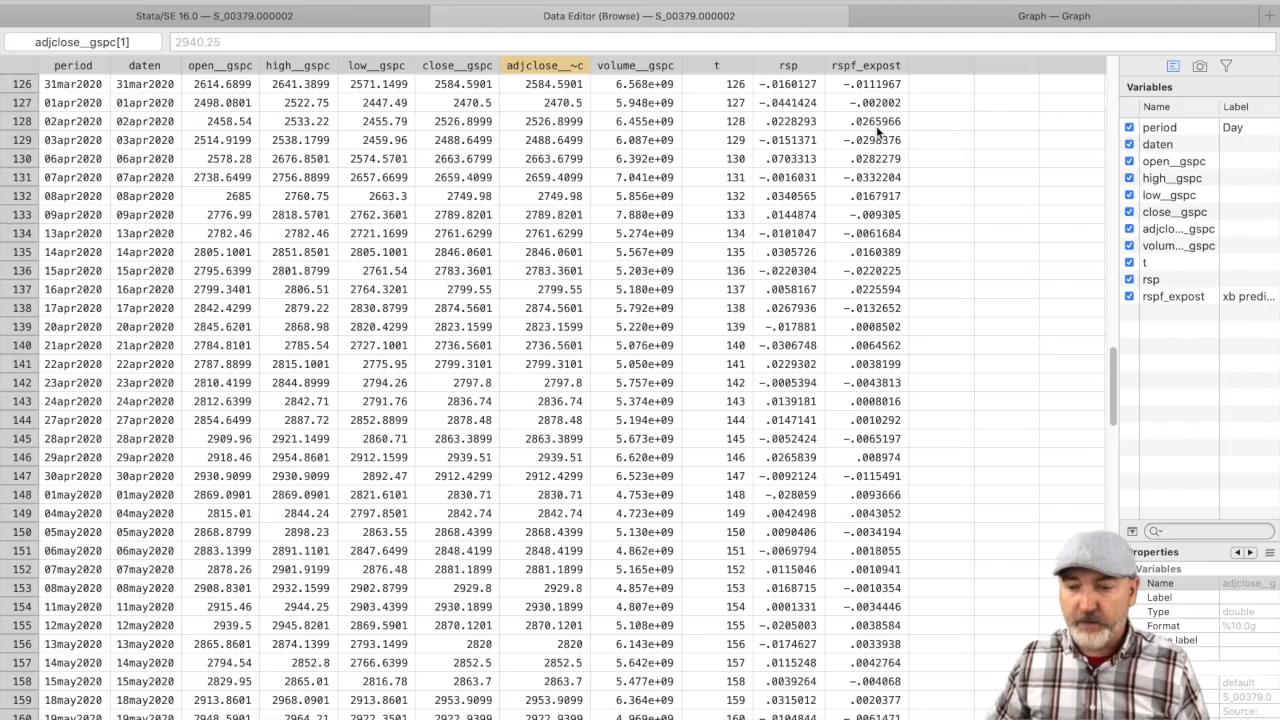 Stata/SE 16.0 — S_00379.000002 Data Editor (Browse) — S_00379.000002 Graph — Graph
adjclose__gspc[1] 2940.25
period daten open__gspc high__gspc low__gspc close__gspc adjclose__~c volume__gspc t rsp rspf_expost
126 31mar2020 31mar2020 2614.6899 2641.3899 2571.1499 2584.5901 2584.5901 6.568e+09 126 -.0160127 -.0111967
127 01apr2020 01apr2020 2498.0801 2522.75 2447.49 2470.5 2470.5 5.948e+09 127 -.0441424 -.002002
128 02apr2020 02apr2020 2458.54 2533.22 2455.79 2526.8999 2526.8999 6.455e+09 128 .0228293 .0265966
129 03apr2020 03apr2020 2514.9199 2538.1799 2459.96 2488.6499 2488.6499 6.087e+09 129 -.0151371
130 06apr2020 06apr2020 2578.28 2676.8501 2574.5701 2663.6799 2663.6799 6.392e+09 130 .0703313 .0282279
131 07apr2020 07apr2020 2738.6499 2756.8899 2657.6699 2659.4099 2659.4099 7.041e+09 131 -.0016031 -.0332204
132 08apr2020 08apr2020 2685 2760.75 2663.3 2749.98 2749.98 5.856e+09 132 .0340565 .0167917
133 09apr2020 09apr2020 2776.99 2818.5701 2762.3601 2789.8201 2789.8201 7.880e+09 133 .0144874 -.009305
134 13apr2020 13apr2020 2782.46 2782.46 2721.1699 2761.6299 2761.6299 5.274e+09 134 -.0101047 -.0061684
135 14apr2020 14apr2020 2805.1001 2851.8501 2805.1001 2846.0601 2846.0601 5.567e+09 135 .0305726 .0160389
136 15apr2020 15apr2020 2795.6399 2801.8799 2761.54 2783.3601 2783.3601 5.203e+09 136 -.0220304 -.0220225
137 16apr2020 16apr2020 2799.3401 2806.51 2764.3201 2799.55 2799.55 5.180e+09 137 .0058167 .0225594
138 17apr2020 17apr2020 2842.4299 2879.22 2830.8799 2874.5601 2874.5601 5.792e+09 138 .0267936 -.0132652
139 20apr2020 20apr2020 2845.6201 2868.98 2820.4299 2823.1599 2823.1599 5.220e+09 139 -.017881 .0008502
140 21apr2020 21apr2020 2784.8101 2785.54 2727.1001 2736.5601 2736.5601 5.076e+09 140 -.0306748 .0064562
141 22apr2020 22apr2020 2787.8899 2815.1001 2775.95 2799.3101 2799.3101 5.050e+09 141 .0229302 .0038199
142 23apr2020 23apr2020 2810.4199 2844.8999 2794.26 2797.8 2797.8 5.757e+09 142 -.0005394 -.0043813
143 24apr2020 24apr2020 2812.6399 2842.71 2791.76 2836.74 2836.74 5.374e+09 143 .0139181 .0008016
144 27apr2020 27apr2020 2854.6499 2887.72 2852.8899 2878.48 2878.48 5.194e+09 144 .0147141 .0010292
145 28apr2020 28apr2020 2909.96 2921.1499 2860.71 2863.3899 2863.3899 5.673e+09 145 -.0052424 -.0065197
146 29apr2020 29apr2020 2918.46 2954.8601 2912.1599 2939.51 2939.51 6.620e+09 146 .0265839 .008974
147 30apr2020 30apr2020 2930.9099 2930.9099 2892.47 2912.4299 2912.4299 6.523e+09 147 -.0092124 -.0115491
148 01may2020 01may2020 2869.0901 2869.0901 2821.6101 2830.71 2830.71 4.753e+09 148 -.028059 .0093666
149 04may2020 04may2020 2815.01 2844.24 2797.8501 2842.74 2842.74 4.723e+09 149 .0042498 .0043052
150 05may2020 05may2020 2868.8799 2898.23 2863.55 2868.4399 2868.4399 5.130e+09 150 .0090406 -.0034194
151 06may2020 06may2020 2883.1399 2891.1101 2847.6499 2848.4199 2848.4199 4.862e+09 151 -.0069794 .0018055
152 07may2020 07may2020 2878.26 2901.9199 2876.48 2881.1899 2881.1899 5.165e+09 152 .0115046 .0010941
153 08may2020 08may2020 2908.8301 2932.1599 2902.8799 2929.8 2929.8 4.857e+09 153 .0168715 -.0010354
154 11may2020 11may2020 2915.46 2944.25 2903.4399 2930.1899 2930.1899 4.807e+09 154 .0001331 -.0034446
155 12may2020 12may2020 2939.5 2945.8201 2869.5901 2870.1201 2870.1201 5.108e+09 155 -.0205003 .0038584
156 13may2020 13may2020 2865.8601 2874.1399 2793.1499 2820 2820 6.143e+09 156 -.0174627 .0033938
157 14may2020 14may2020 2794.54 2852.8 2766.6399 2852.5 2852.5 5.642e+09 157 .0115248 .0042764
158 15may2020 15may2020 2829.95 2865.01 2816.78 2863.7 2863.7 5.477e+09 158 .0039264 -.004068
159 18may2020 18may2020 2913.8601 2968.0901 2913.8601 2953.9099 2953.9099 6.364e+09 159 .0315012 .0020377
Variables
Name Label
period Day
daten
open__gspc
high__gspc
low__gspc
close__gspc
adjclo..._gspc
volum..._gspc
t
rsp
rspf_expost xb predi...
Properties
Variables
Name adjclose__g
Label
Type double
Format %10.0g
label
default
S_00379.0
Source: